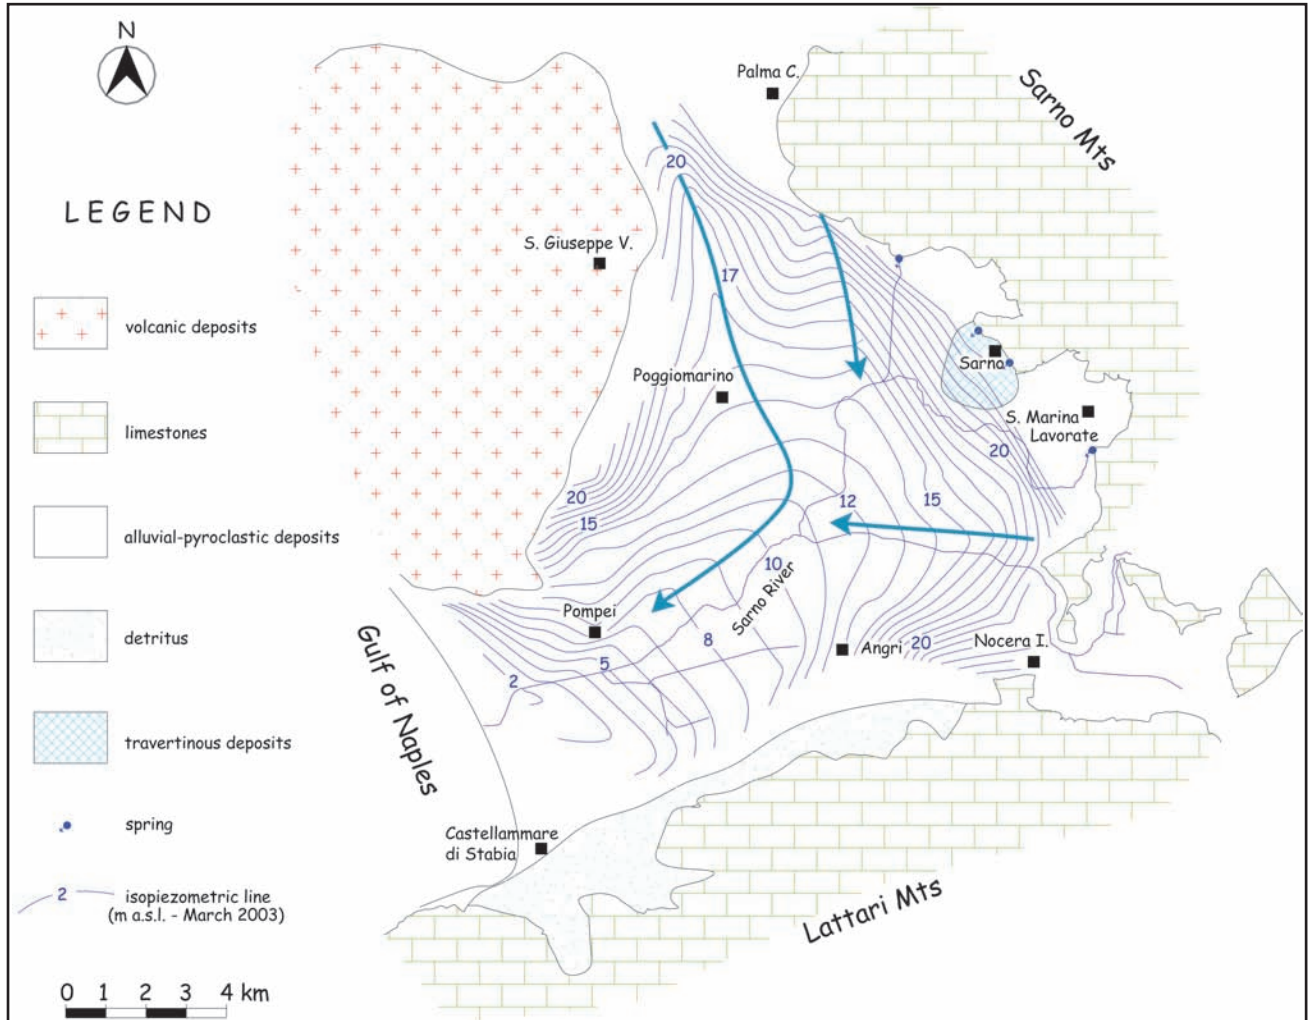 N
Palma C.
Sarno Mts
20
LEGEND
S. Giuseppe V.
17
volcanic deposits
Sarno
Poggiomarino
S. Marina
Lavorate
limestones
20
20
15
12
15
alluvial-pyroclastic deposits
10
Sarno River
Pompei
detritus
8
Angri
20
Nocera I.
5
Gulf of Naples
2
travertinous deposits
spring
Castellammare
di Stabia
2
isopiezometric line
(m a.s.l. - March 2003)
Lattari Mts
0 1 2 3 4 km